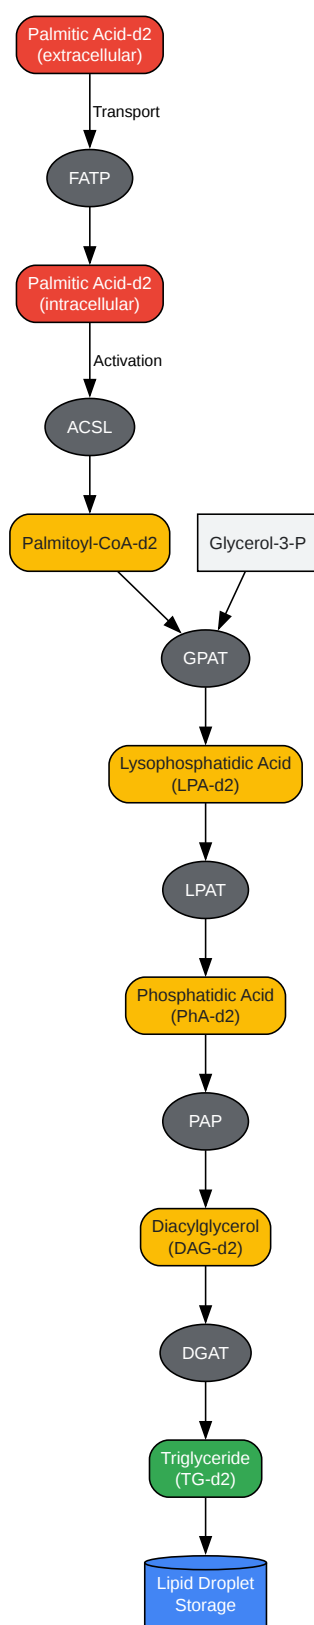 Palmitic Acid-d2
(extracellular)
Transport
FATP
Palmitic Acid-d2
(intracellular)
Activation
ACSL
Palmitoyl-CoA-d2
Glycerol-3-P
GPAT
Lysophosphatidic Acid
(LPA-d2)
LPAT
Phosphatidic Acid
(PhA-d2)
PAP
Diacylglycerol
(DAG-d2)
DGAT
Triglyceride
(TG-d2)
Lipid Droplet
Storage